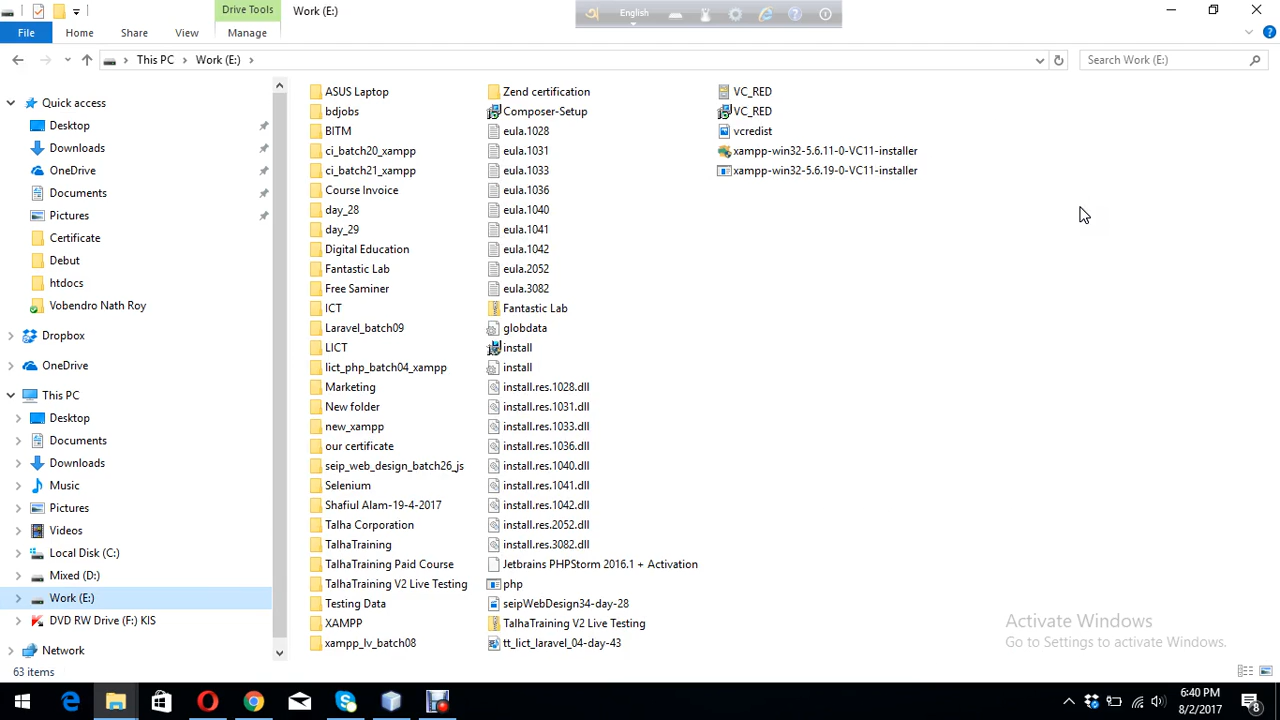 Drive Tools
Work (E:)
English
File
Home
Share
View
Manage
This PC
Work (E:)
Search Work (E:)
Quick access
Desktop
Downloads
OneDrive
Documents
Pictures
Certificate
Debut
htdocs
Vobendro Nath Roy
Dropbox
OneDrive
This PC
Desktop
Documents
Downloads
Music
Pictures
Videos
Local Disk (C:)
Mixed (D:)
Work (E:)
DVD RW Drive (F:) KIS
Network
ASUS Laptop
bdjobs
BITM
ci_batch20_xampp
ci_batch21_xampp
Course Invoice
day_28
day_29
Digital Education
Fantastic Lab
Free Saminer
ICT
Laravel_batch09
LICT
lict_php_batch04_xampp
Marketing
New folder
new_xampp
our certificate
seip_web_design_batch26_js
Selenium
Shafiul Alam-19-4-2017
Talha Corporation
TalhaTraining
TalhaTraining Paid Course
TalhaTraining V2 Live Testing
Testing Data
XAMPP
xampp_lv_batch08
Zend certification
Composer-Setup
eula.1028
eula.1031
eula.1033
eula.1036
eula.1040
eula.1041
eula.1042
eula.2052
eula.3082
Fantastic Lab
globdata
install
install
install.res.1028.dll
install.res.1031.dll
install.res.1033.dll
install.res.1036.dll
install.res.1040.dll
install.res.1041.dll
install.res.1042.dll
install.res.2052.dll
install.res.3082.dll
Jetbrains PHPStorm 2016.1 + Activation
php
seipWebDesign34-day-28
TalhaTraining V2 Live Testing
tt_lict_laravel_04-day-43
VC_RED
VC_RED
vcredist
xampp-win32-5.6.11-0-VC11-installer
xampp-win32-5.6.19-0-VC11-installer
Activate Windows
Go to Settings to activate Windows.
63 items
6:40 PM
8/2/2017
8